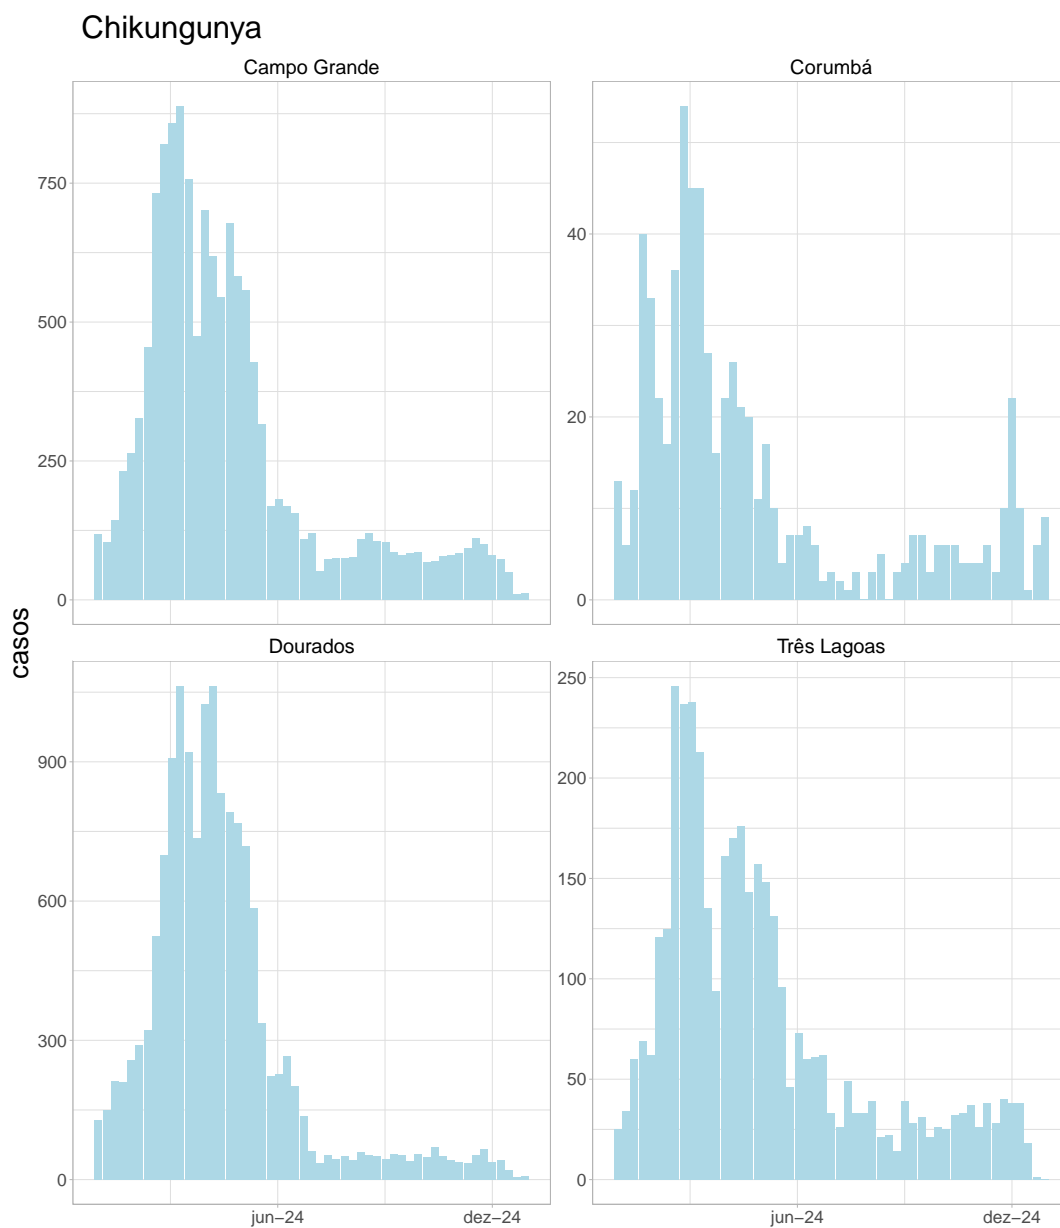 Chikungunya
Campo Grande
Corumbá
750
500
250
0
40
20
0
casos
Dourados
Três Lagoas
900
600
300
0
250
200
150
100
50
0
jun−24
dez−24
jun−24
dez−24